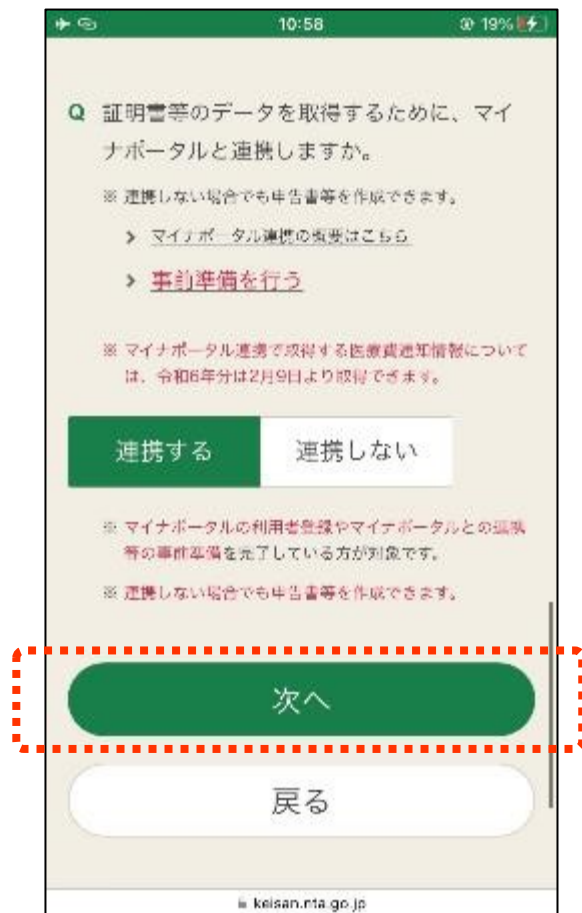 10:58
19%
Q 証明書等のデータを取得するために、マイ
ナポータルと連携しますか。
※ 連携しない場合でも申告書等を作成できます。
> マイナポータル連携の概要はこちら
> 事前準備を行う
※ マイナポータル連携で取得する医療費通知情報について
は、令和6年分は2月9日より取得できます。
連携する 連携しない
※ マイナポータルの利用者登録やマイナポータルとの連携
等の事前準備を完了している方が対象です。
※ 連携しない場合でも申告書等を作成できます。
次へ
戻る
keisan.nta.go.jp